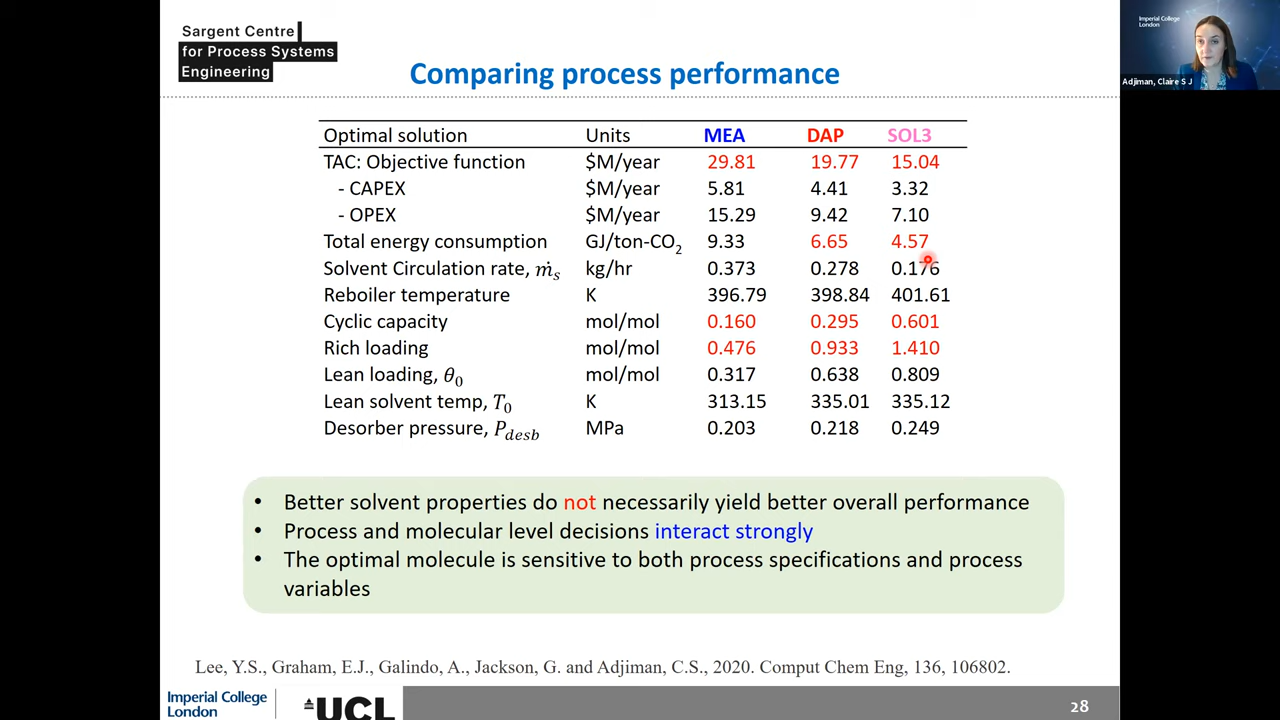 Sargent Centre
for Process Systems
Engineering
Imperial College
London
Adjiman, Claire S J
Comparing process performance
Optimal solution Units MEA DAP SOL3
TAC: Objective function $M/year 29.81 19.77 15.04
- CAPEX $M/year 5.81 4.41 3.32
- OPEX $M/year 15.29 9.42 7.10
Total energy consumption GJ/ton-CO₂ 9.33 6.65 4.57
Solvent Circulation rate, ṁₛ kg/hr 0.373 0.278 0.176
Reboiler temperature K 396.79 398.84 401.61
Cyclic capacity mol/mol 0.160 0.295 0.601
Rich loading mol/mol 0.476 0.933 1.410
Lean loading, θ₀ mol/mol 0.317 0.638 0.809
Lean solvent temp, T₀ K 313.15 335.01 335.12
Desorber pressure, P_desb MPa 0.203 0.218 0.249
• Better solvent properties do not necessarily yield better overall performance
• Process and molecular level decisions interact strongly
• The optimal molecule is sensitive to both process specifications and process
variables
Lee, Y.S., Graham, E.J., Galindo, A., Jackson, G. and Adjiman, C.S., 2020. Comput Chem Eng, 136, 106802.
Imperial College
London
UCL
28